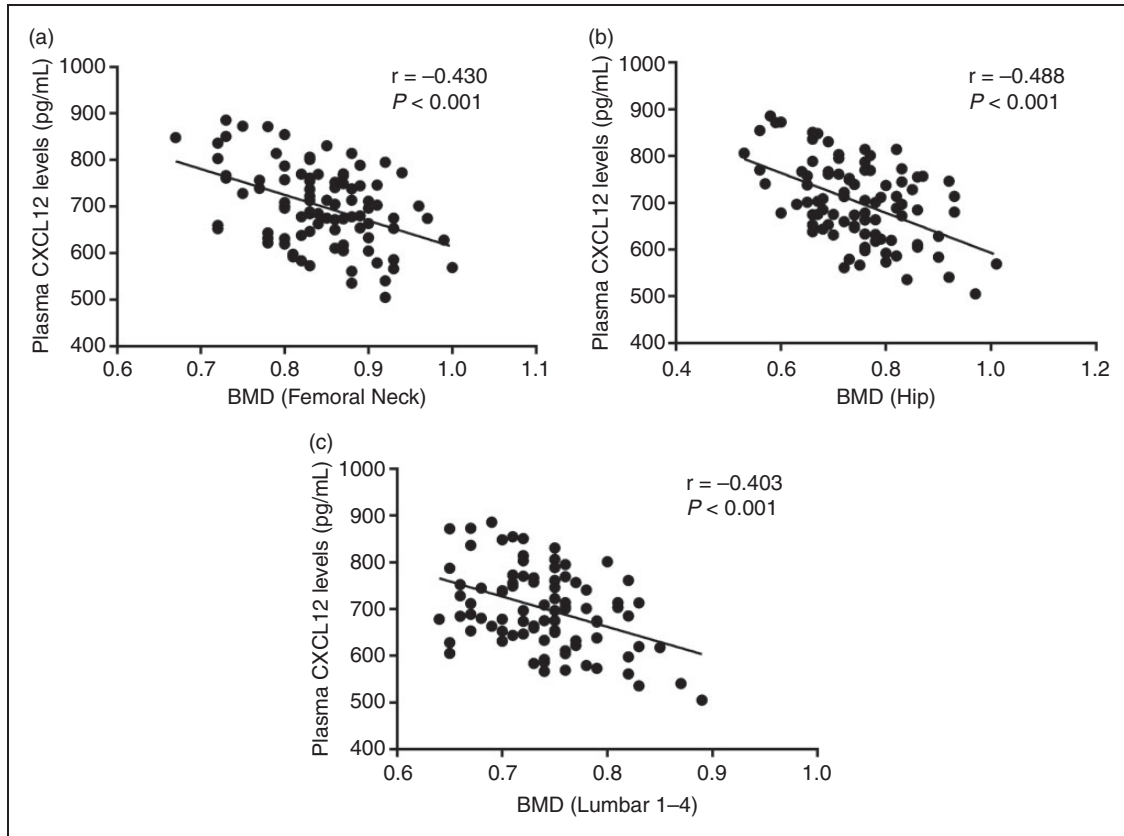 (a)
1000
900
800
700
600
500
400
Plasma CXCL12 levels (pg/mL)
r = –0.430
P < 0.001
0.6 0.7 0.8 0.9 1.0 1.1
BMD (Femoral Neck)
(b)
1000
900
800
700
600
500
400
Plasma CXCL12 levels (pg/mL)
r = –0.488
P < 0.001
0.4 0.6 0.8 1.0 1.2
BMD (Hip)
(c)
1000
900
800
700
600
500
400
Plasma CXCL12 levels (pg/mL)
r = –0.403
P < 0.001
0.6 0.7 0.8 0.9 1.0
BMD (Lumbar 1–4)